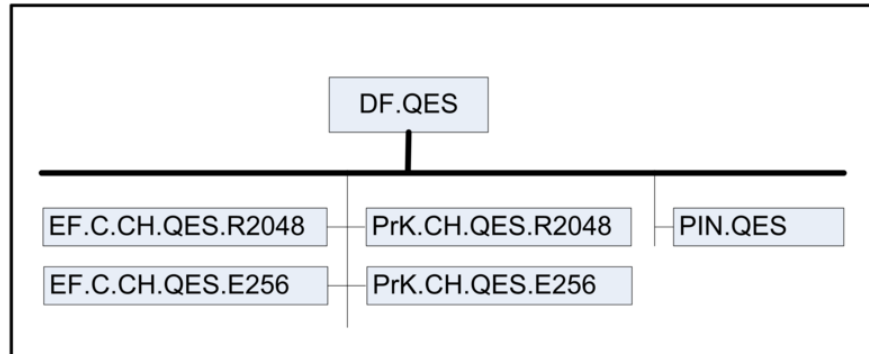 DF.QES
EF.C.CH.QES.R2048
PrK.CH.QES.R2048
PIN.QES
EF.C.CH.QES.E256
PrK.CH.QES.E256